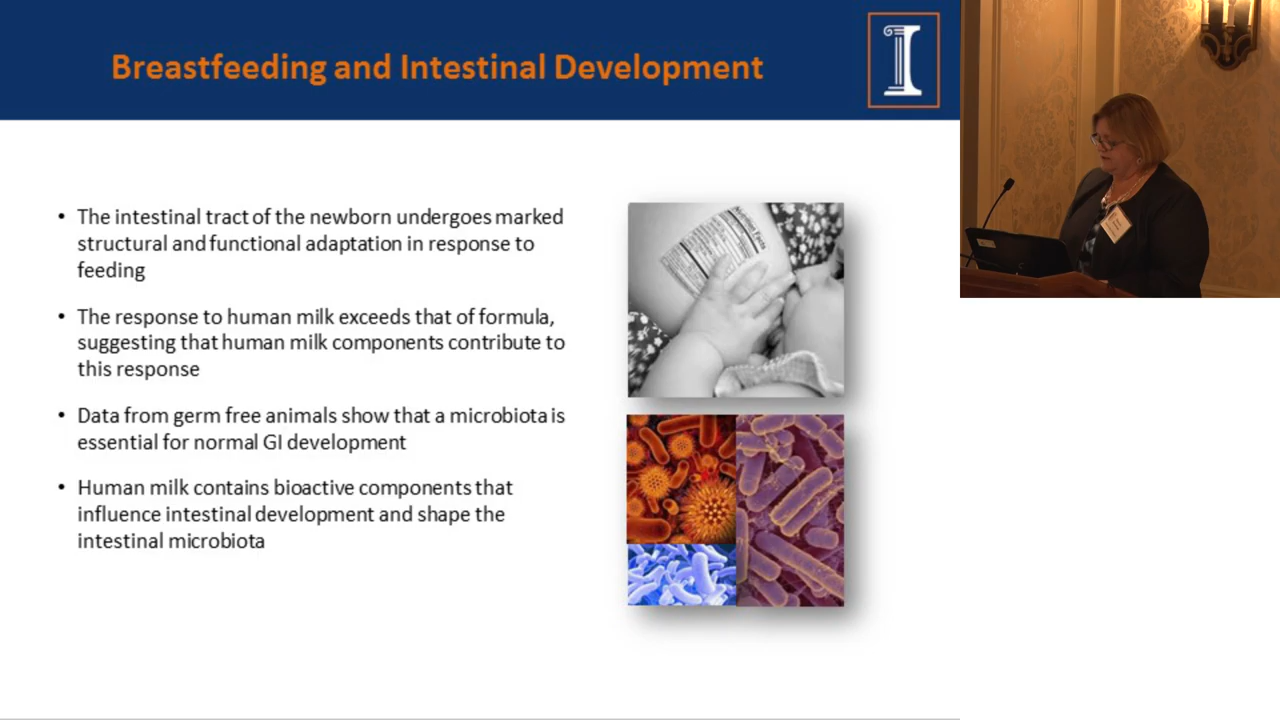 Breastfeeding and Intestinal Development
I
• The intestinal tract of the newborn undergoes marked
structural and functional adaptation in response to
feeding
• The response to human milk exceeds that of formula,
suggesting that human milk components contribute to
this response
• Data from germ free animals show that a microbiota is
essential for normal GI development
• Human milk contains bioactive components that
influence intestinal development and shape the
intestinal microbiota
Nutrition Facts